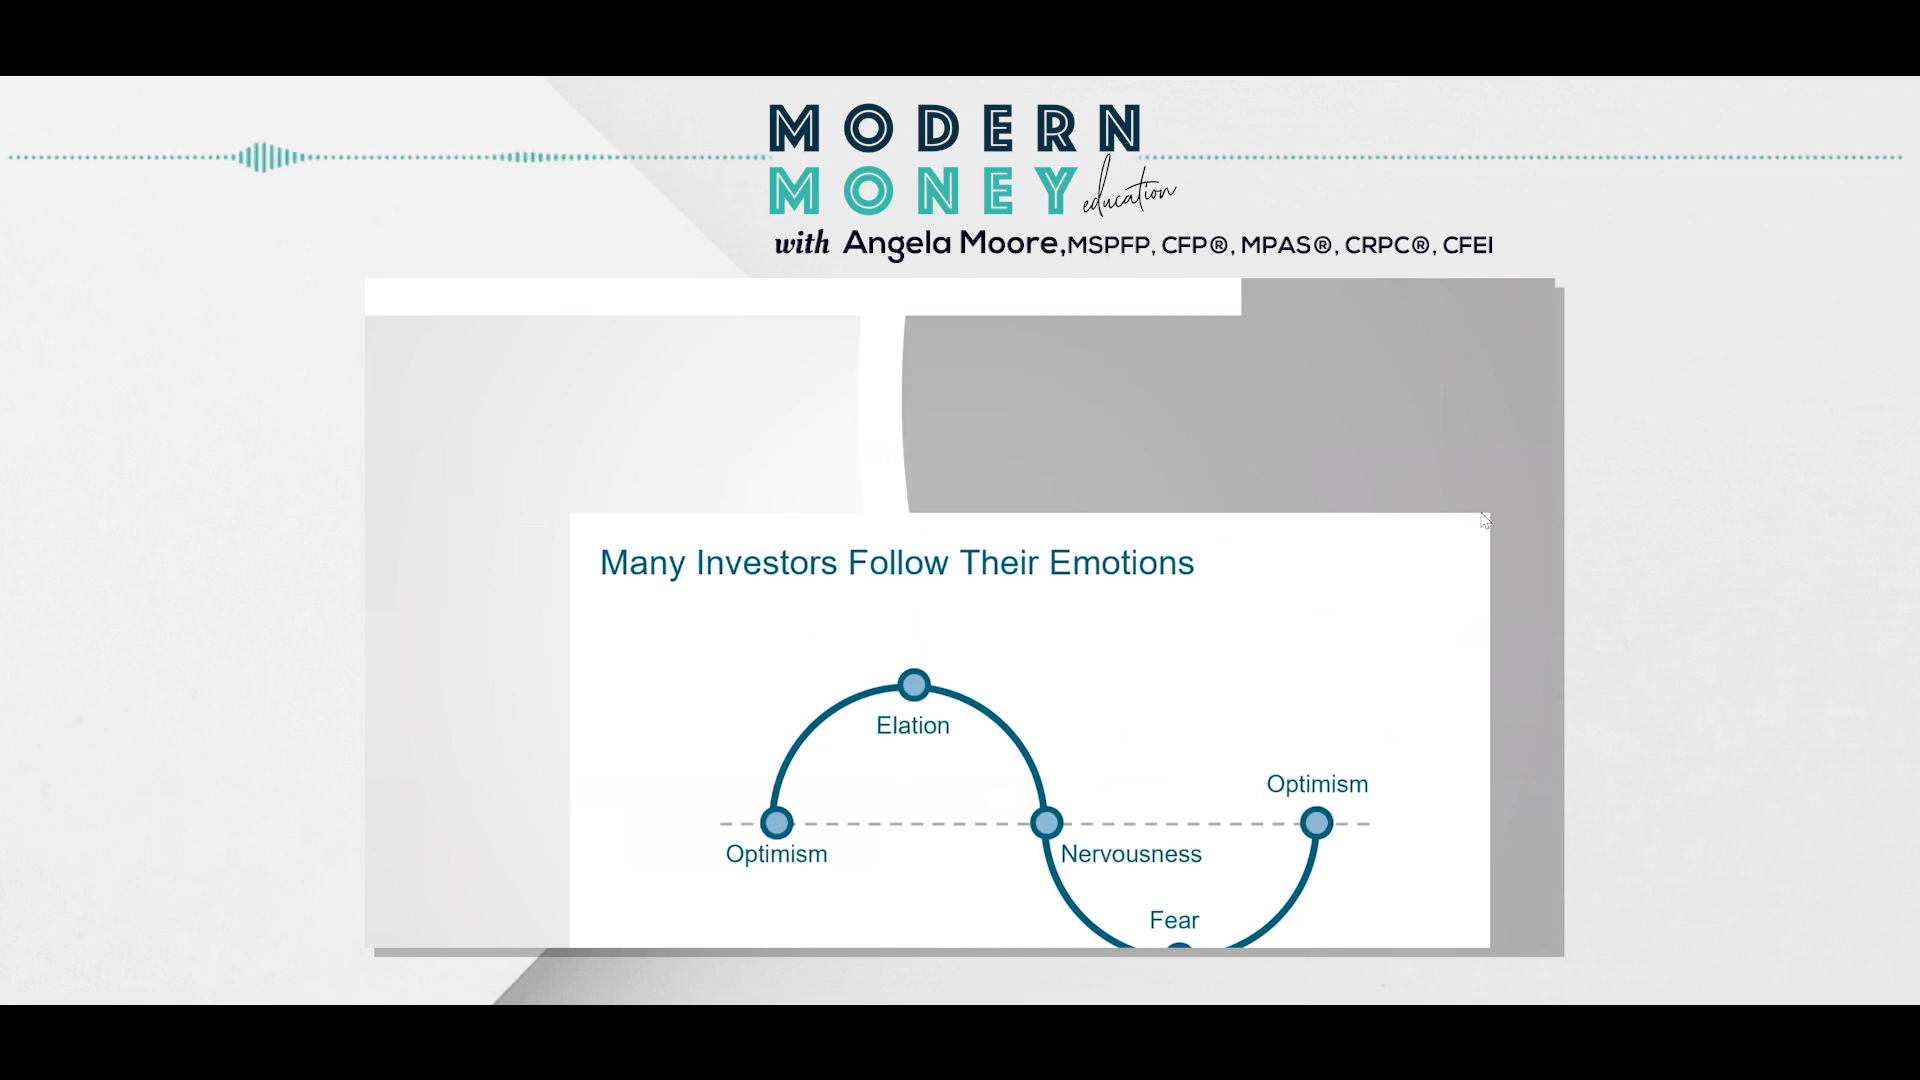 MODERN
MONEY education
with Angela Moore, MSPFP, CFP®, MPAS®, CRPC®, CFEI
Many Investors Follow Their Emotions
Elation
Optimism
Optimism
Nervousness
Fear